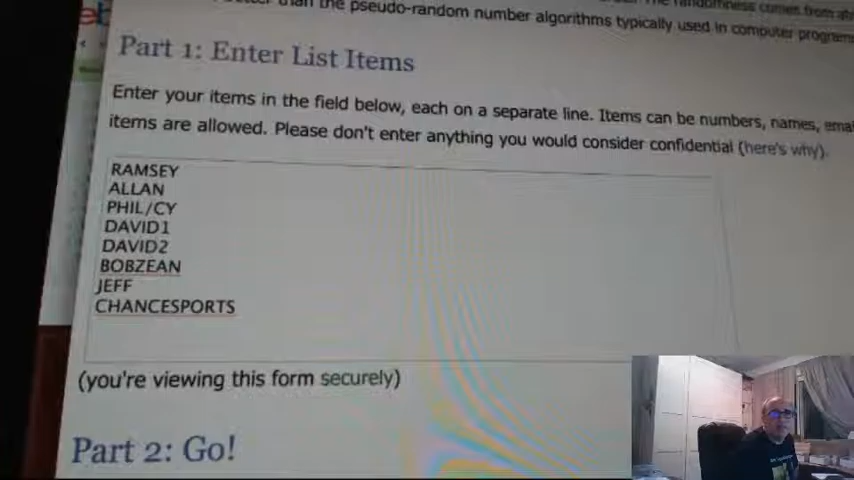 than the pseudo-random number algorithms typically used in computer
Part 1: Enter List Items
Enter your items in the field below, each on a separate line. Items can be numbers, names,
items are allowed. Please don't enter anything you would consider confidential (here's why).
RAMSEY
ALLAN
PHIL/CY
DAVID1
DAVID2
BOBZEAN
JEFF
CHANCESPORTS
(you're viewing this form securely)
Part 2: Go!